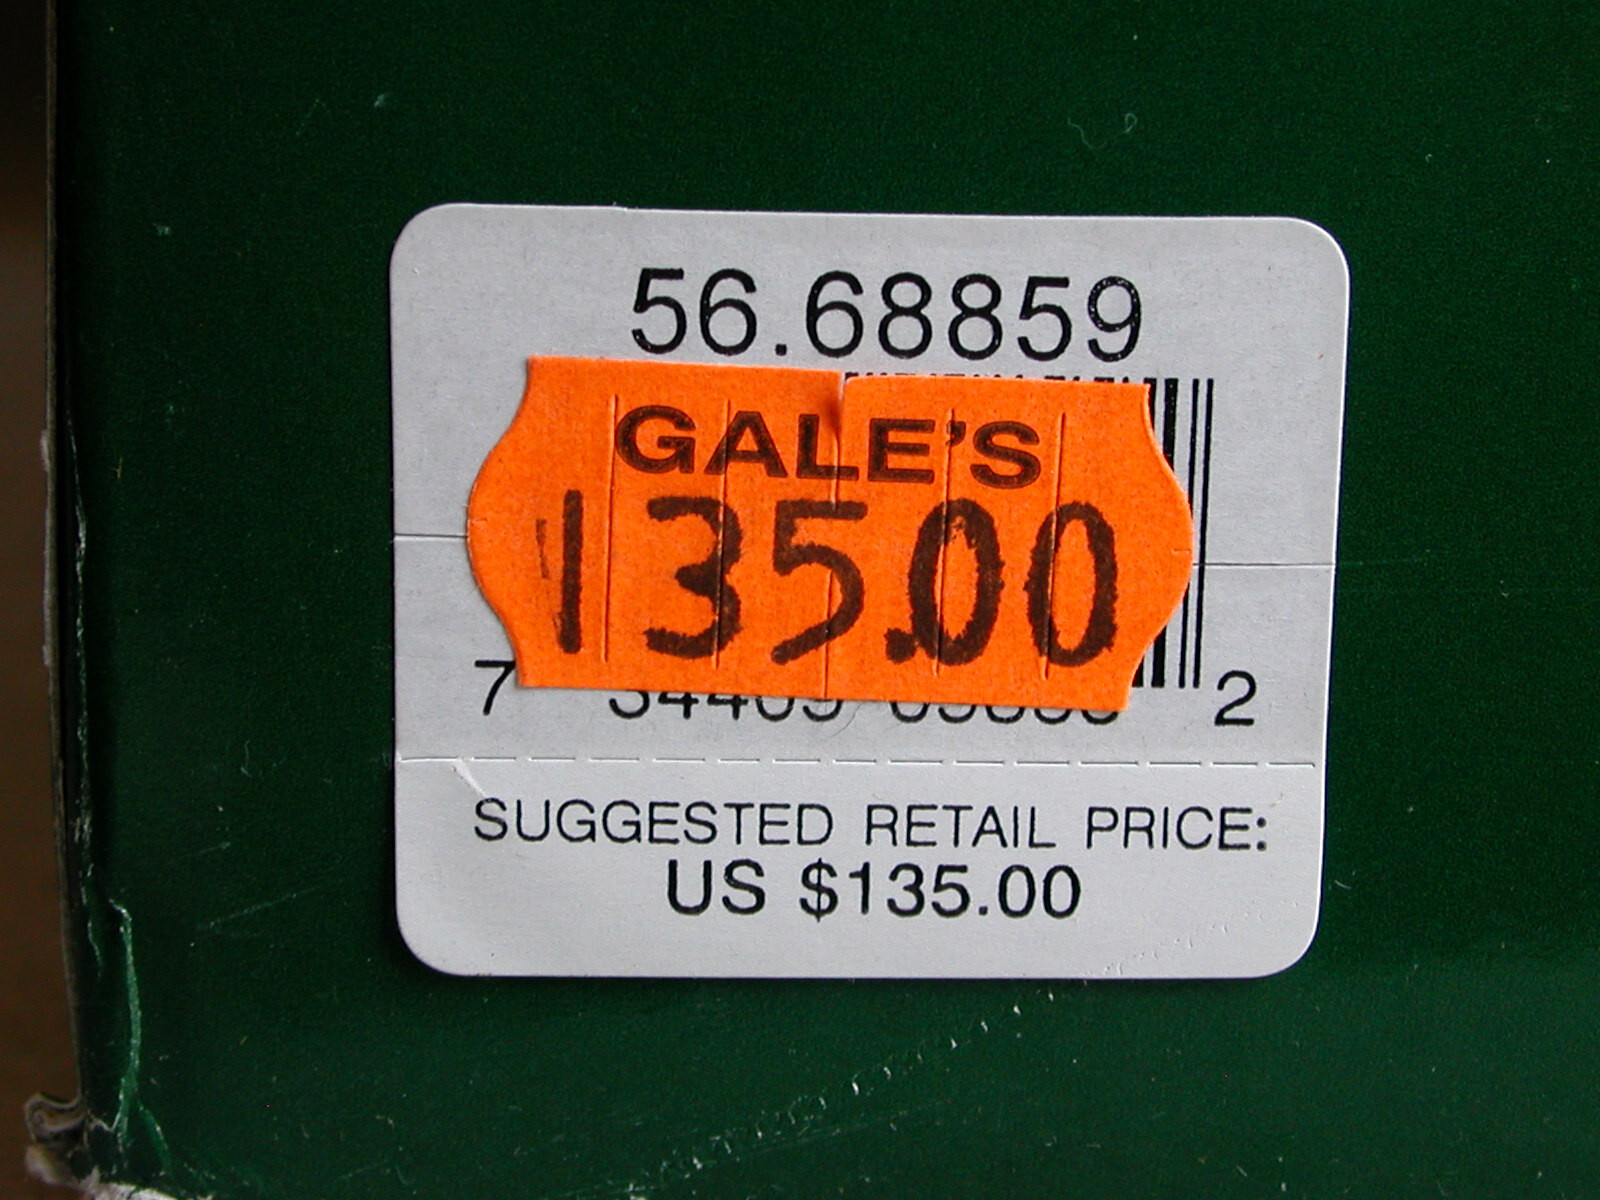 56.68859
GALE'S
135.00
7 2
SUGGESTED RETAIL PRICE:
US $135.00